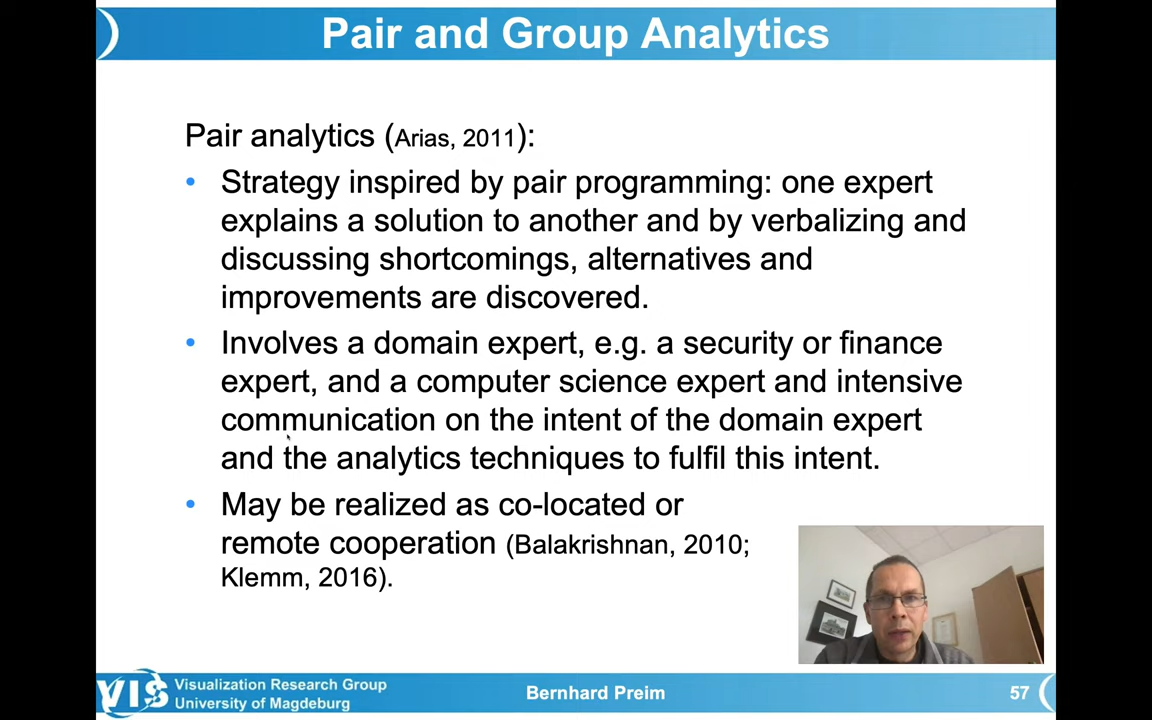 Pair and Group Analytics
Pair analytics (Arias, 2011):
• Strategy inspired by pair programming: one expert
explains a solution to another and by verbalizing and
discussing shortcomings, alternatives and
improvements are discovered.
• Involves a domain expert, e.g. a security or finance
expert, and a computer science expert and intensive
communication on the intent of the domain expert
and the analytics techniques to fulfil this intent.
• May be realized as co-located or
remote cooperation (Balakrishnan, 2010;
Klemm, 2016).
VIS
Visualization Research Group
University of Magdeburg
Bernhard Preim
57